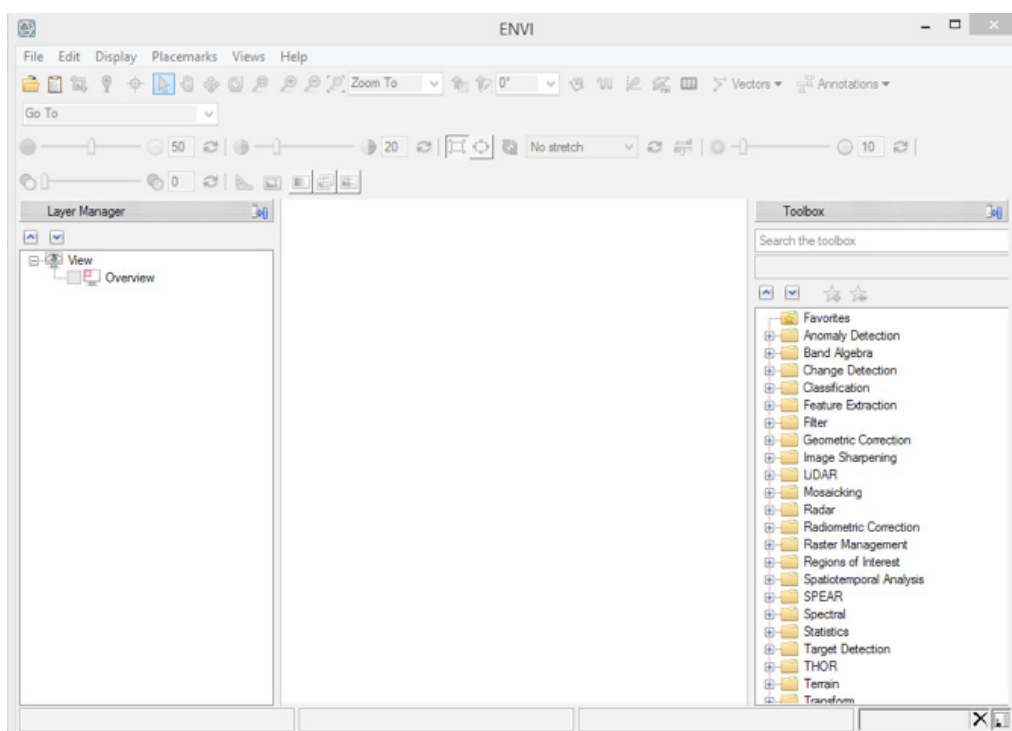 ENVI
File Edit Display Placemarks Views Help
Zoom To 0° Vectors Annotations
Go To
50 20 No stretch 10
0
Layer Manager
View
Overview
Toolbox
Search the toolbox
Favorites
Anomaly Detection
Band Algebra
Change Detection
Classification
Feature Extraction
Filter
Geometric Correction
Image Sharpening
LiDAR
Mosaicking
Radar
Radiometric Correction
Raster Management
Regions of Interest
Spatiotemporal Analysis
SPEAR
Spectral
Statistics
Target Detection
THOR
Terrain
Transform